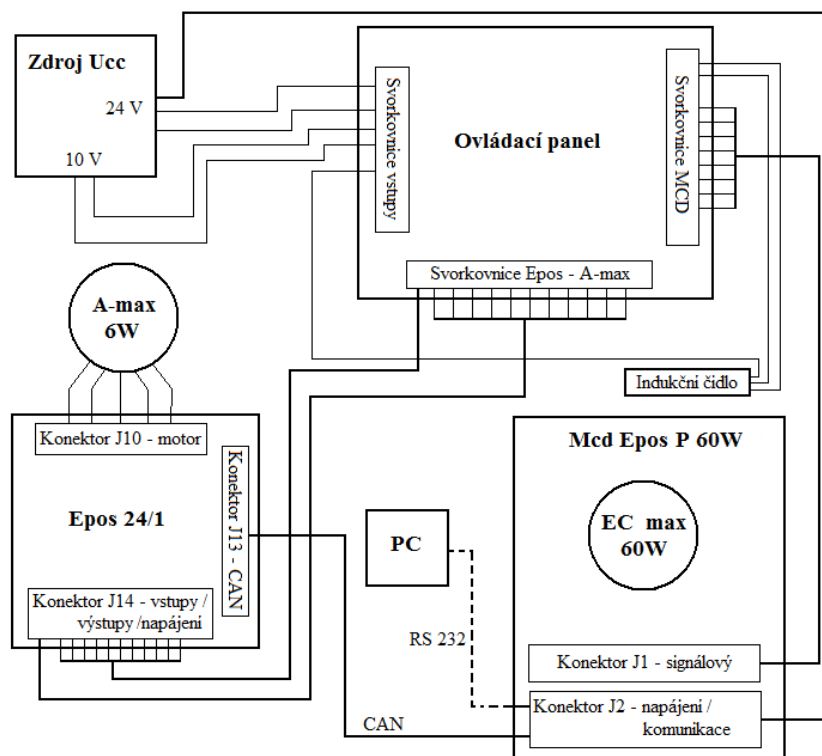 Zdroj Ucc
24 V
10 V
Svorkovnice vstupy
Ovládací panel
Svorkovnice MCD
Svorkovnice Epos - A-max
A-max
6W
Indukční čidlo
Konektor J10 - motor
Epos 24/1
Konektor J13 - CAN
Konektor J14 - vstupy /
výstupy /napájení
PC
RS 232
CAN
Mcd Epos P 60W
EC max
60W
Konektor J1 - signálový
Konektor J2 - napájení /
komunikace